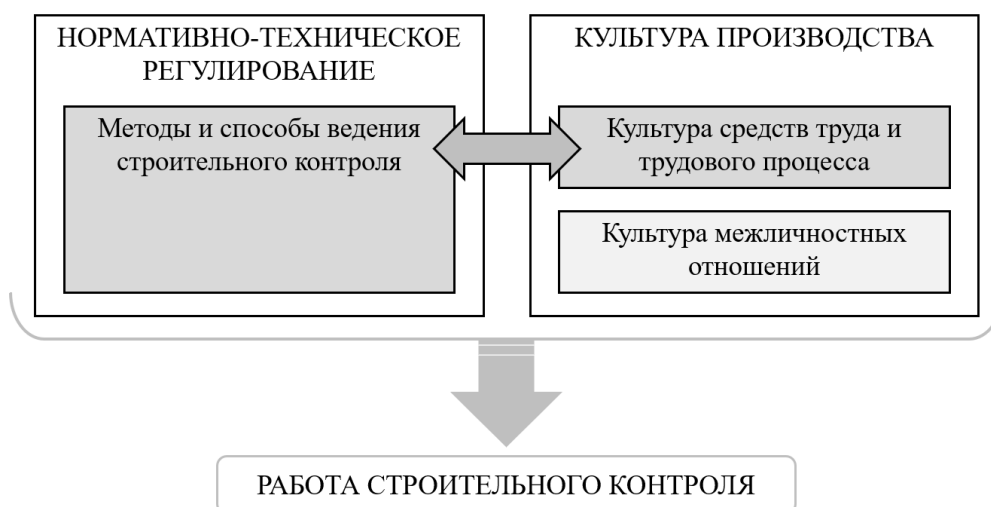 НОРМАТИВНО-ТЕХНИЧЕСКОЕ
РЕГУЛИРОВАНИЕ
Методы и способы ведения
строительного контроля
КУЛЬТУРА ПРОИЗВОДСТВА
Культура средств труда и
трудового процесса
Культура межличностных
отношений
РАБОТА СТРОИТЕЛЬНОГО КОНТРОЛЯ